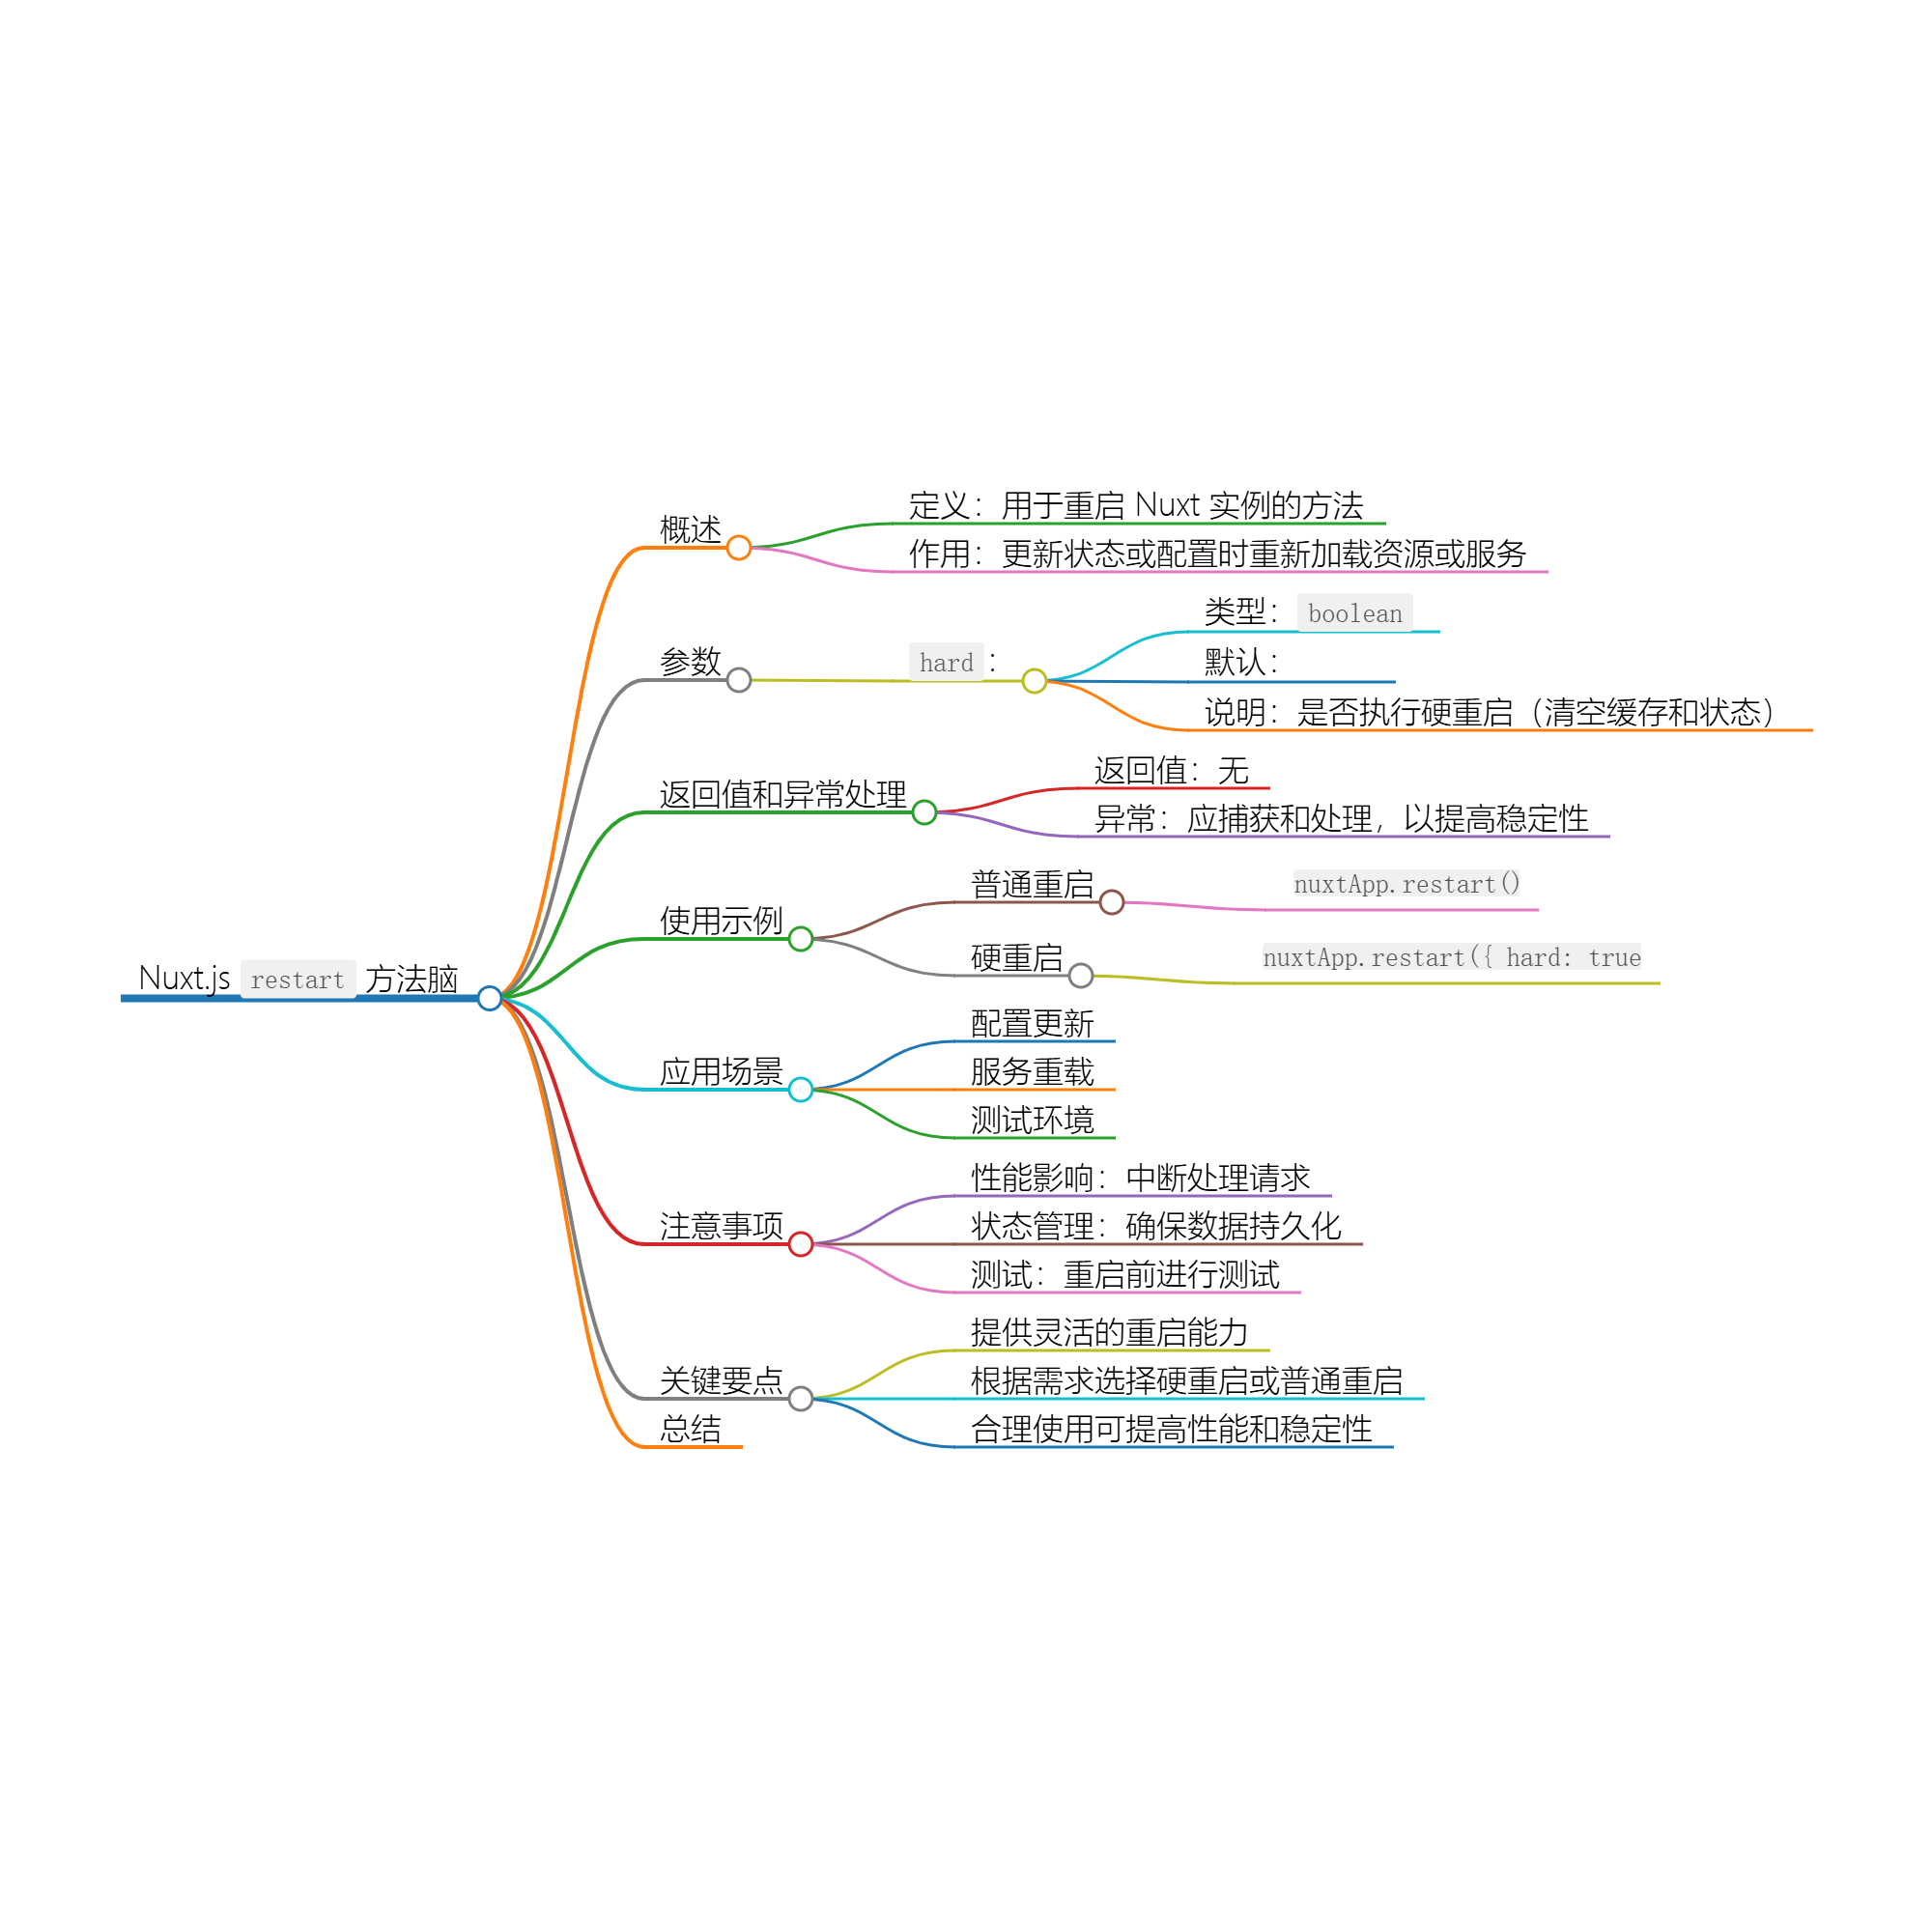 Nuxt.js restart 方法脑
概述
定义：用于重启 Nuxt 实例的方法
作用：更新状态或配置时重新加载资源或服务
参数
hard：
类型：boolean
默认：
说明：是否执行硬重启（清空缓存和状态）
返回值和异常处理
返回值：无
异常：应捕获和处理，以提高稳定性
使用示例
普通重启
nuxtApp.restart()
硬重启
nuxtApp.restart({ hard: true
应用场景
配置更新
服务重载
测试环境
注意事项
性能影响：中断处理请求
状态管理：确保数据持久化
测试：重启前进行测试
关键要点
提供灵活的重启能力
根据需求选择硬重启或普通重启
合理使用可提高性能和稳定性
总结